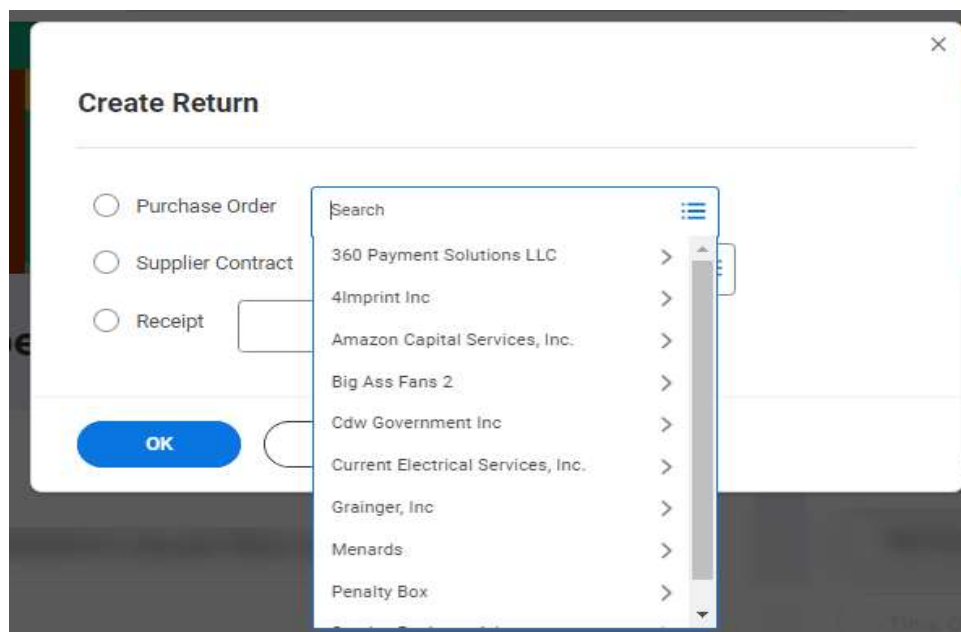 Create Return
Purchase Order
Search
Supplier Contract
Receipt
360 Payment Solutions LLC
4Imprint Inc
Amazon Capital Services, Inc.
Big Ass Fans 2
Cdw Government Inc
Current Electrical Services, Inc.
Grainger, Inc
Menards
Penalty Box
OK